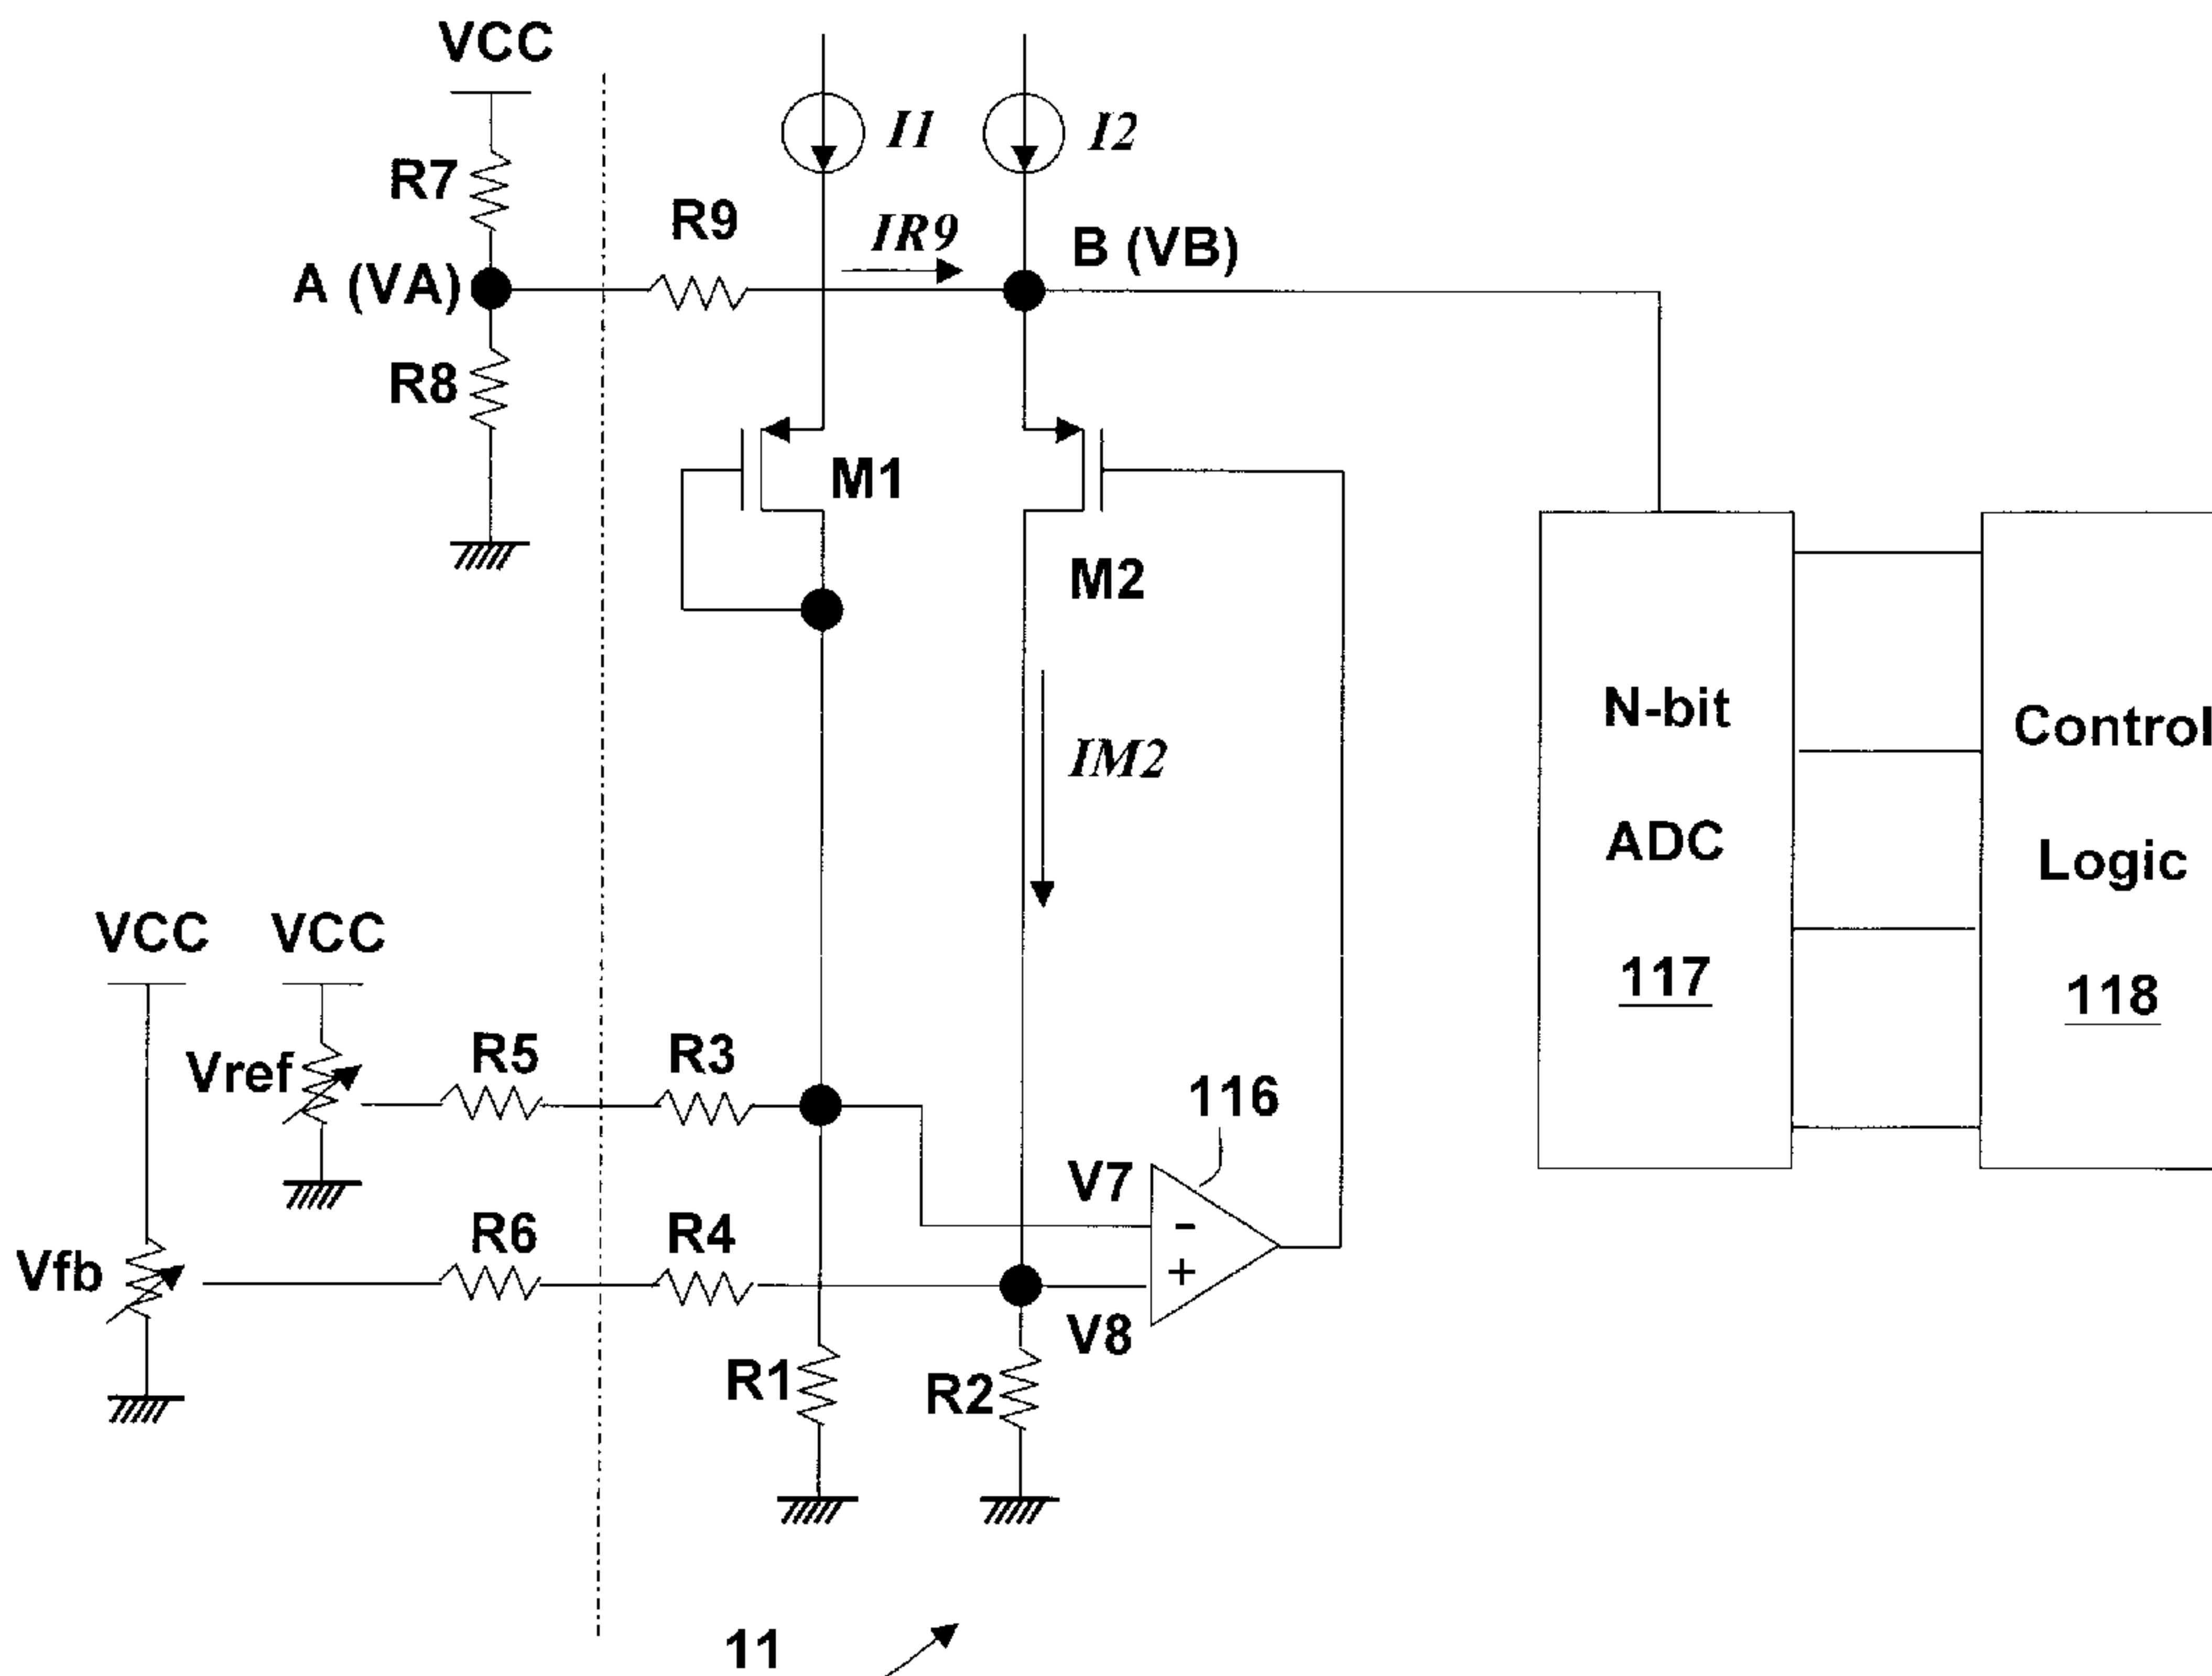 VCC
I1
I2
R7
R9
IR9
B (VB)
A (VA)
R8
M1
M2
N-bit
ADC
117
Control
Logic
118
IM2
VCC
VCC
Vref
R5
R3
116
V7
-
+
V8
Vfb
R6
R4
R1
R2
11